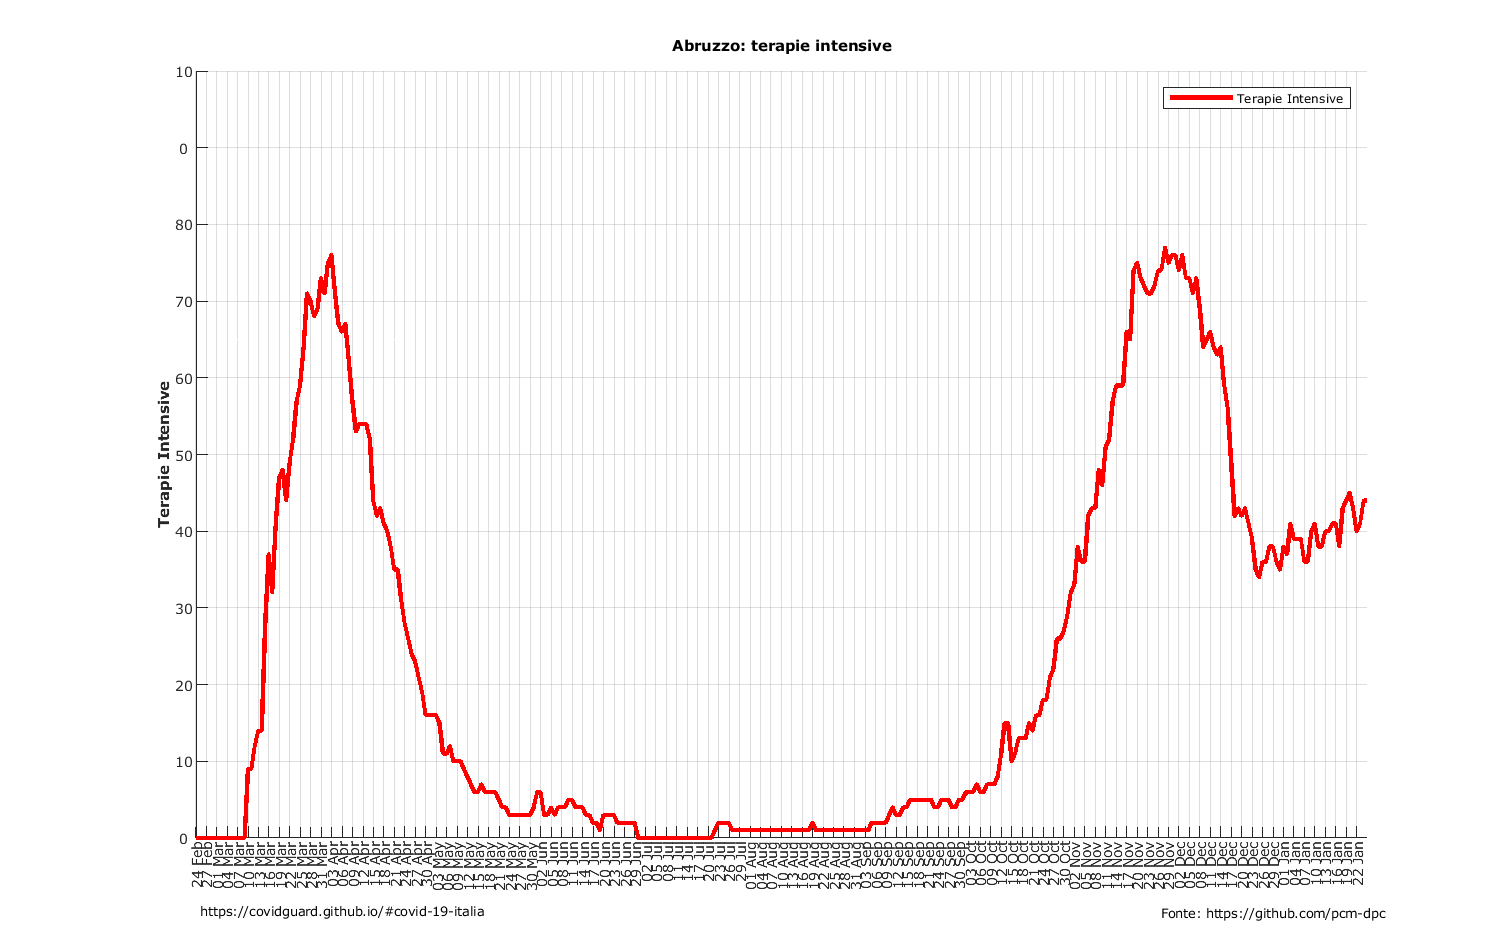 Abruzzo: terapie intensive
10
0
80
70
60
50
40
30
20
10
0
Terapie Intensive
Terapie Intensive
24 Feb
27 Feb
01 Mar
04 Mar
07 Mar
10 Mar
13 Mar
16 Mar
19 Mar
22 Mar
25 Mar
28 Mar
31 Mar
03 Apr
06 Apr
09 Apr
12 Apr
15 Apr
18 Apr
21 Apr
24 Apr
27 Apr
30 Apr
03 May
06 May
09 May
12 May
15 May
18 May
21 May
24 May
27 May
30 May
02 Jun
05 Jun
08 Jun
11 Jun
14 Jun
17 Jun
20 Jun
23 Jun
26 Jun
29 Jun
02 Jul
05 Jul
08 Jul
11 Jul
14 Jul
17 Jul
20 Jul
23 Jul
26 Jul
29 Jul
01 Aug
04 Aug
07 Aug
10 Aug
13 Aug
16 Aug
19 Aug
22 Aug
25 Aug
28 Aug
31 Aug
03 Sep
06 Sep
09 Sep
12 Sep
15 Sep
18 Sep
21 Sep
24 Sep
27 Sep
30 Sep
03 Oct
06 Oct
09 Oct
12 Oct
15 Oct
18 Oct
21 Oct
24 Oct
27 Oct
30 Oct
02 Nov
05 Nov
08 Nov
11 Nov
14 Nov
17 Nov
20 Nov
23 Nov
26 Nov
29 Nov
02 Dec
05 Dec
08 Dec
11 Dec
14 Dec
17 Dec
20 Dec
23 Dec
26 Dec
29 Dec
01 Jan
04 Jan
07 Jan
10 Jan
13 Jan
16 Jan
19 Jan
22 Jan
https://covidguard.github.io/#covid-19-italia
Fonte: https://github.com/pcm-dpc